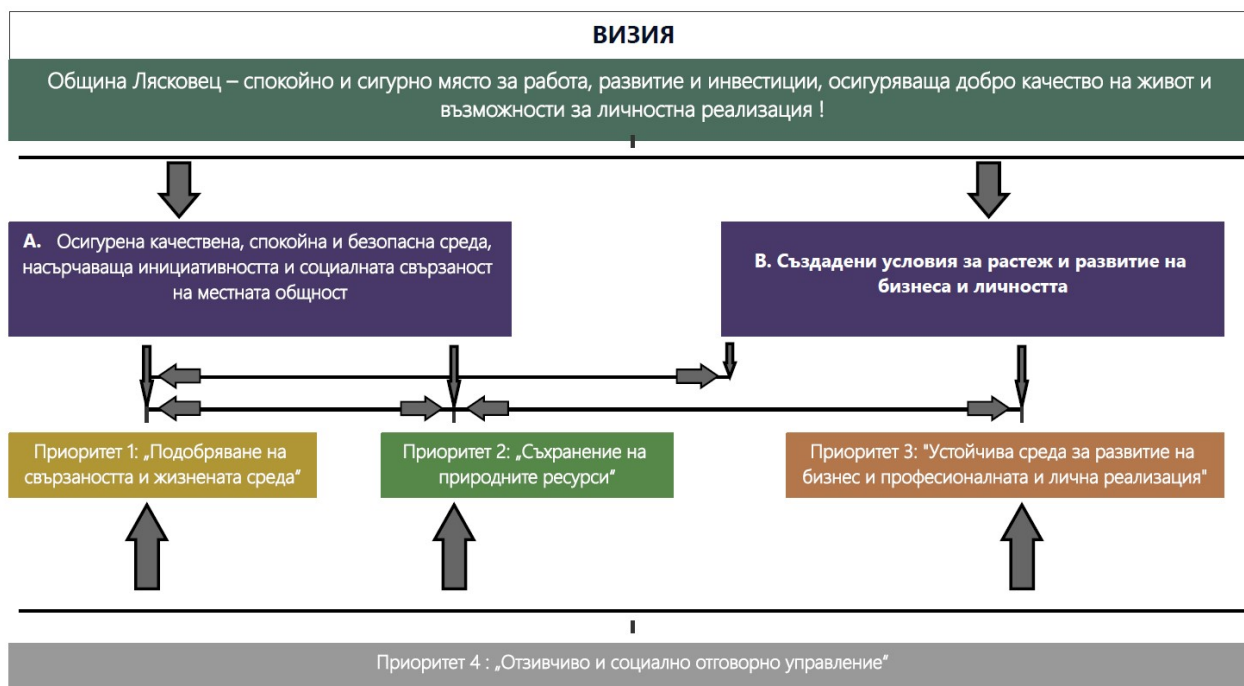 ВИЗИЯ
Община Лясковец – спокойно и сигурно място за работа, развитие и инвестиции, осигуряваща добро качество на живот и
възможности за личностна реализация !
A. Осигурена качествена, спокойна и безопасна среда,
насърчаваща инициативността и социалната свързаност
на местната общност
B. Създадени условия за растеж и развитие на
бизнеса и личността
Приоритет 1: „Подобряване на
свързаността и жизнената среда“
Приоритет 2: „Съхранение на
природните ресурси“
Приоритет 3: "Устойчива среда за развитие на
бизнес и професионалната и лична реализация"
Приоритет 4 : „Отзивчиво и социално отговорно управление“